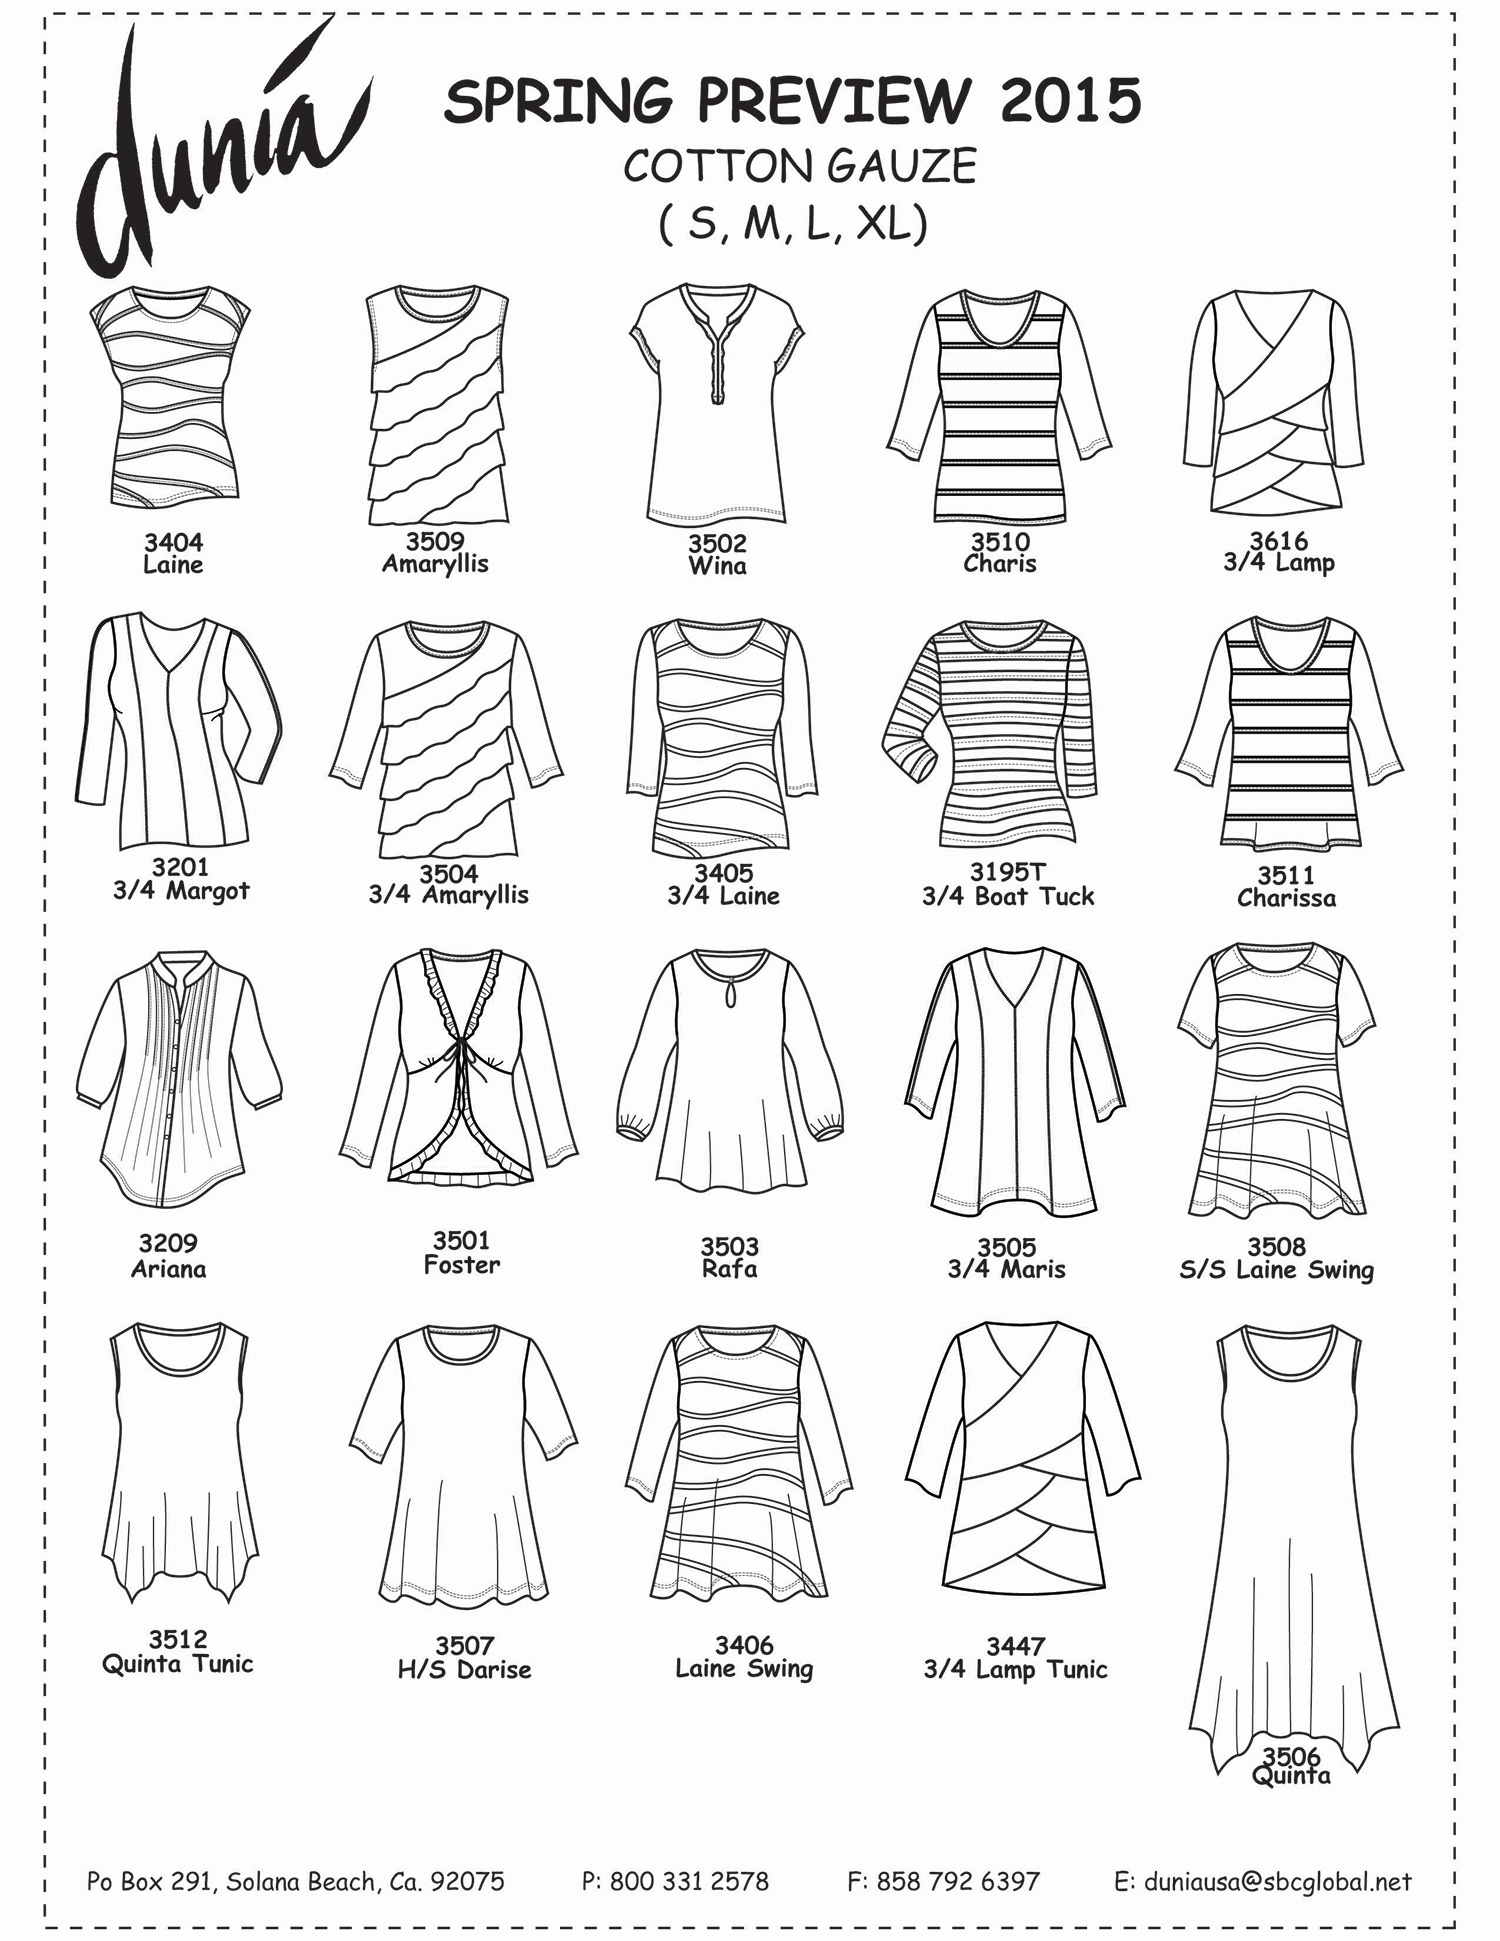 dunia
SPRING PREVIEW 2015
COTTON GAUZE
( S, M, L, XL)
3404
Laine
3509
Amaryllis
3502
Wina
3510
Charis
3616
3/4 Lamp
3201
3/4 Margot
3504
3/4 Amaryllis
3405
3/4 Laine
3195T
3/4 Boat Tuck
3511
Charissa
3209
Ariana
3501
Foster
3503
Rafa
3505
3/4 Maris
3508
S/S Laine Swing
3512
Quinta Tunic
3507
H/S Darise
3406
Laine Swing
3447
3/4 Lamp Tunic
3506
Quinta
Po Box 291, Solana Beach, Ca. 92075 P: 800 331 2578 F: 858 792 6397 E: duniausa@sbcglobal.net